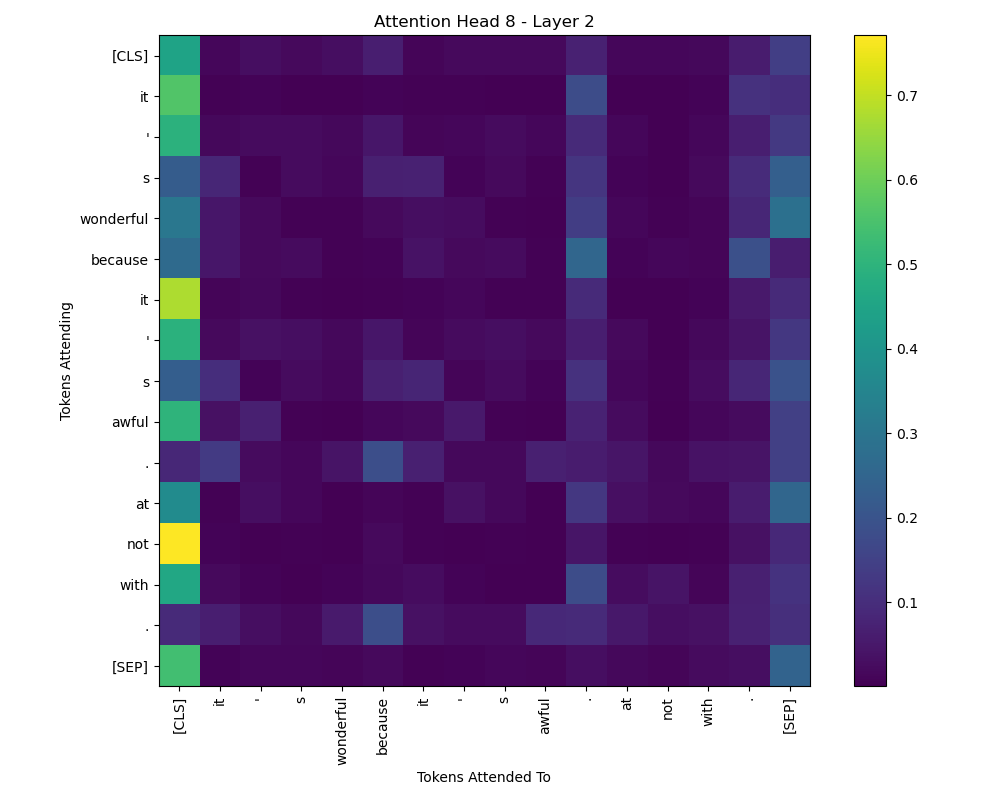 Attention Head 8 - Layer 2
[CLS]
it
'
s
wonderful
because
it
'
s
awful
.
at
not
with
.
[SEP]
Tokens Attending
[CLS]
it
'
s
wonderful
because
it
'
s
awful
.
at
not
with
.
[SEP]
Tokens Attended To
0.7
0.6
0.5
0.4
0.3
0.2
0.1